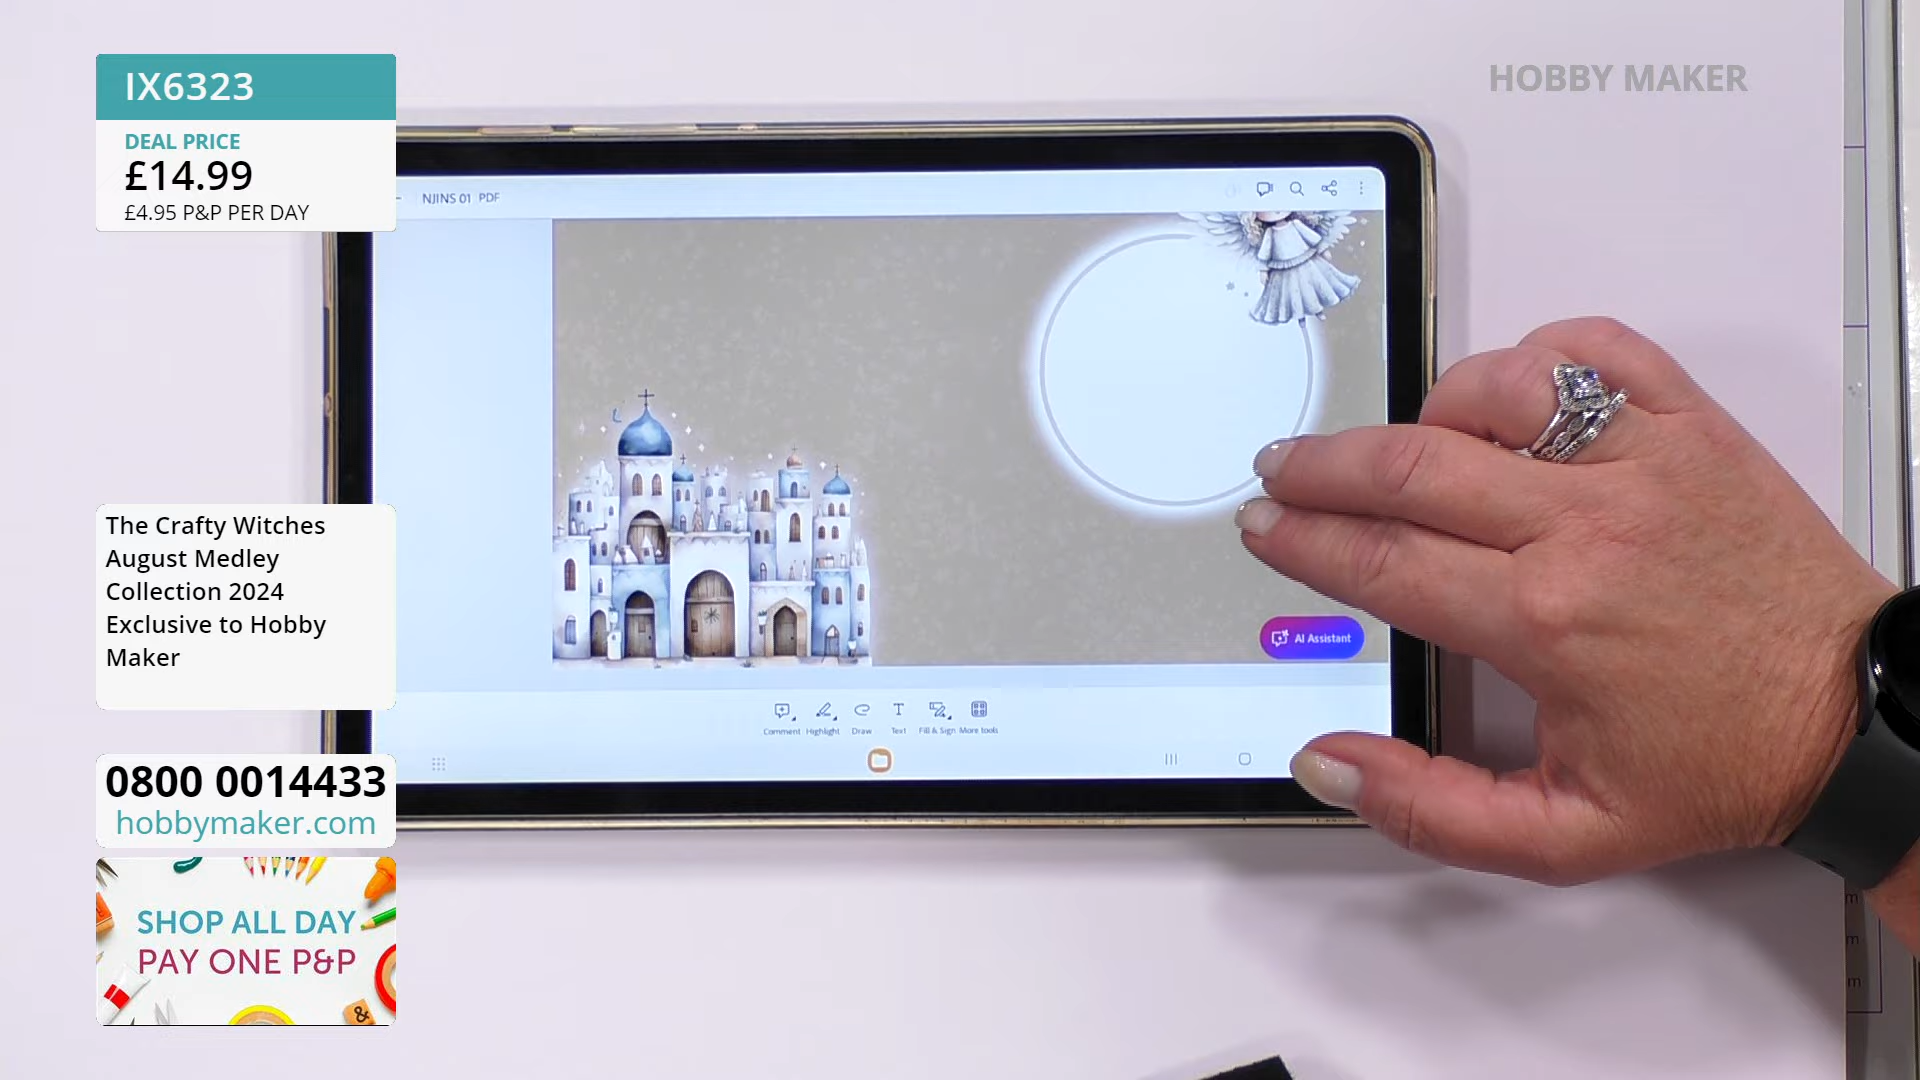 IX6323
DEAL PRICE
£14.99
£4.95 P&P PER DAY
HOBBY MAKER
NJINS 01 PDF
The Crafty Witches
August Medley
Collection 2024
Exclusive to Hobby
Maker
AI Assistant
Comment Highlight Draw Text Fill & Sign More tools
0800 0014433
hobbymaker.com
SHOP ALL DAY
PAY ONE P&P
&
m
m
m